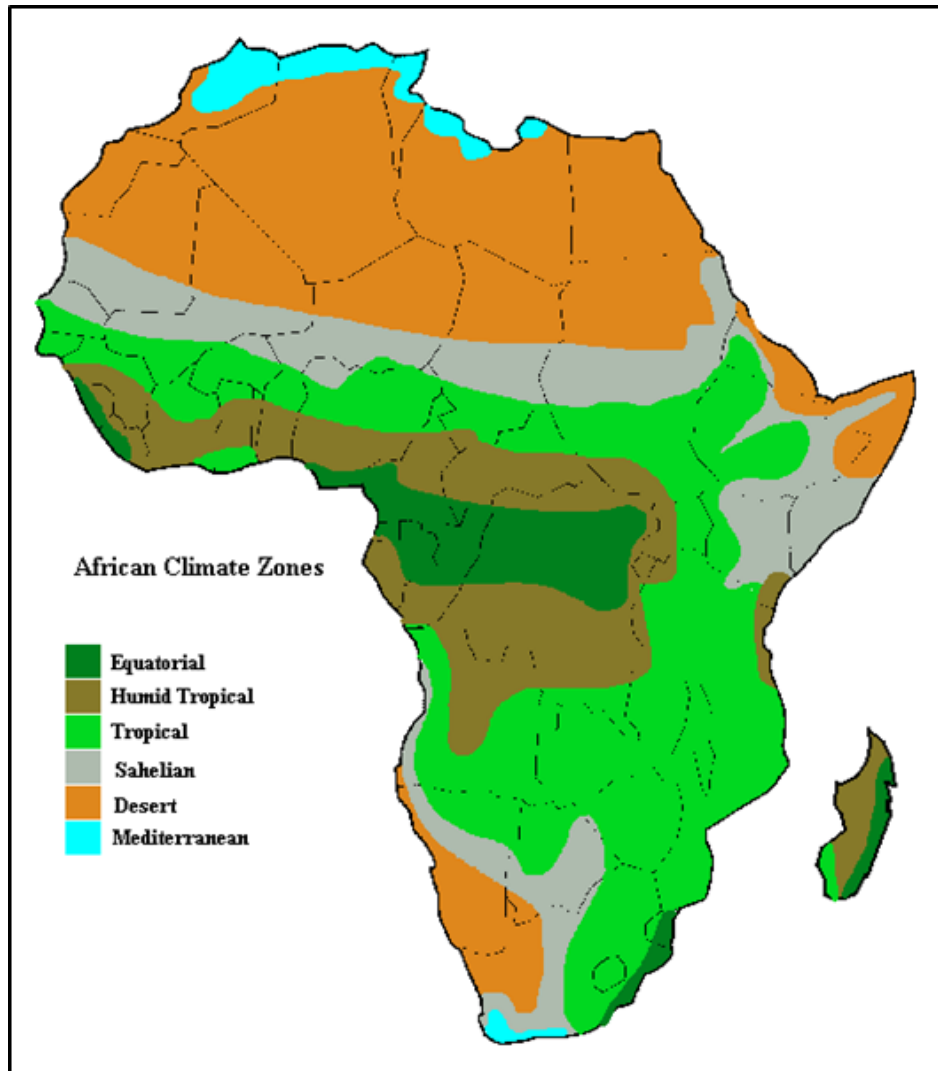 African Climate Zones
Equatorial
Humid Tropical
Tropical
Sahelian
Desert
Mediterranean